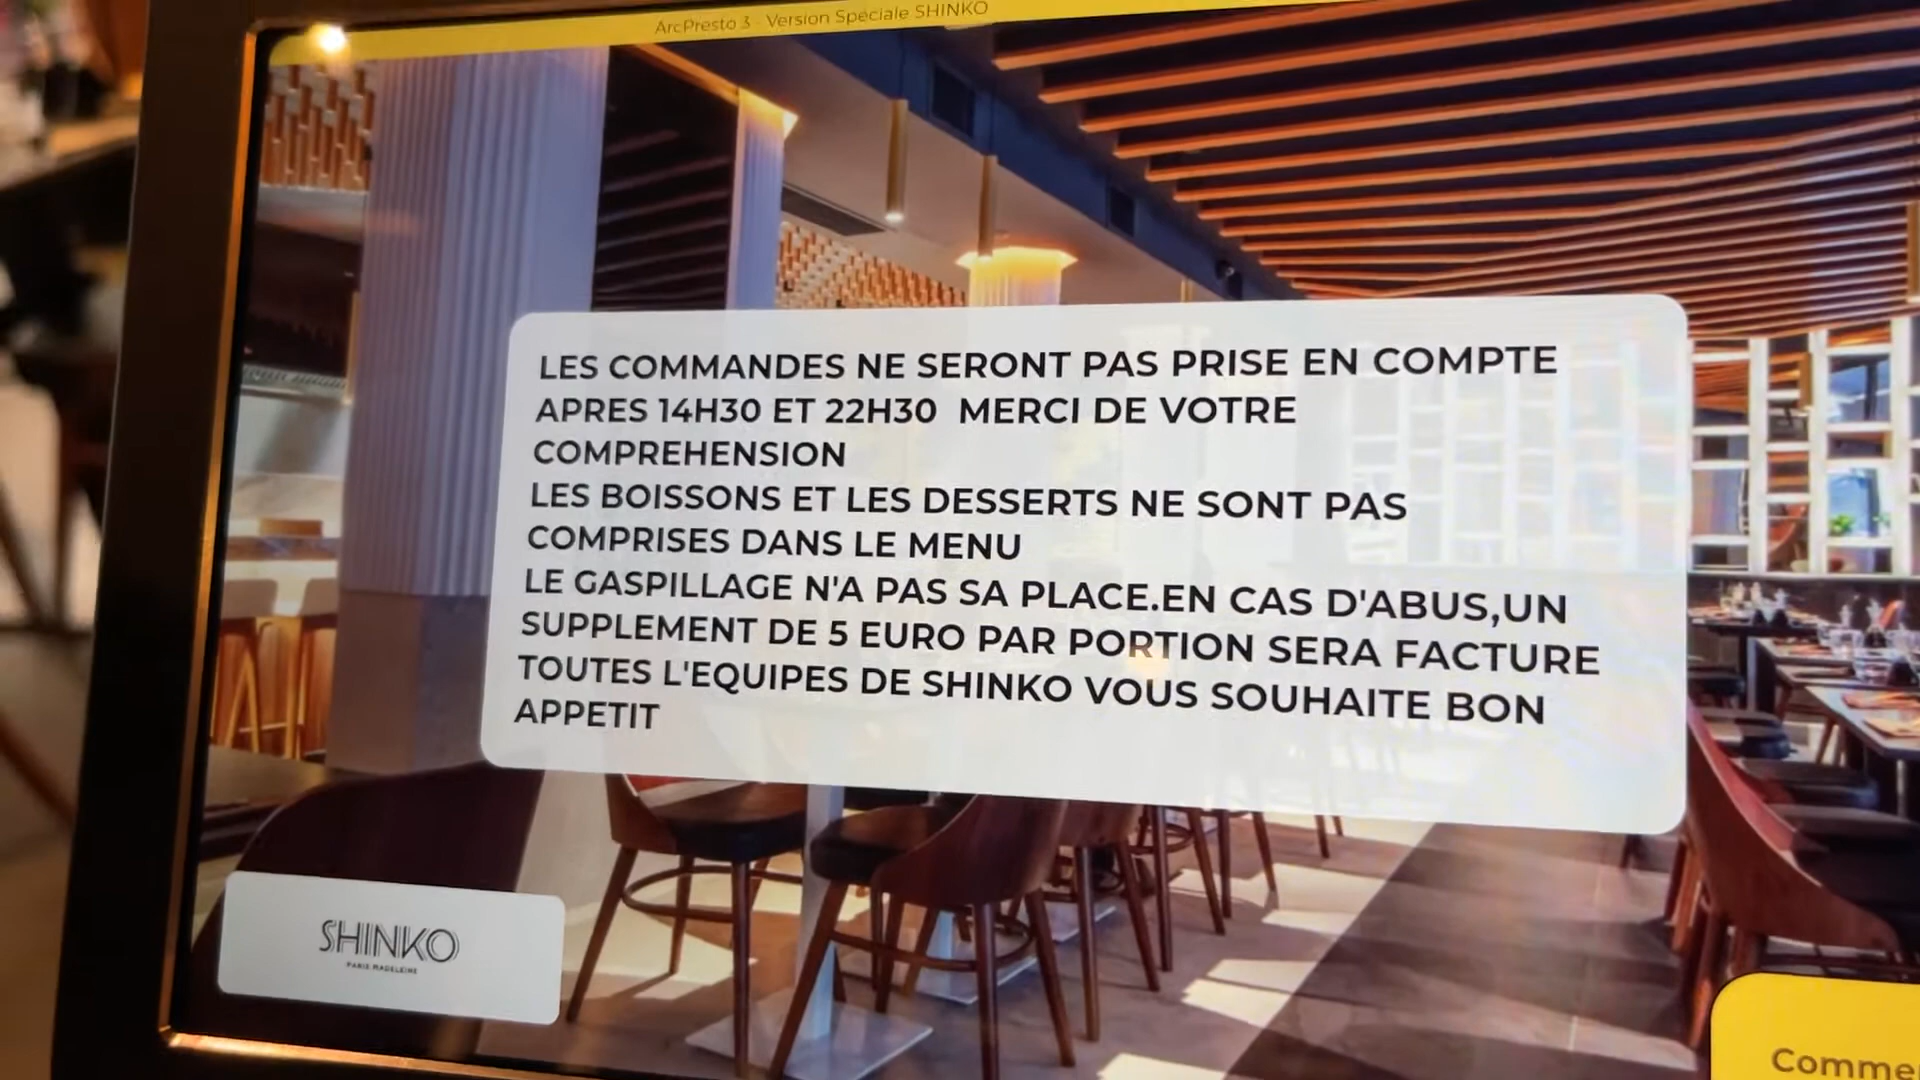 ArcPresto 3 - Version Spéciale SHINKO
LES COMMANDES NE SERONT PAS PRISE EN COMPTE
APRES 14H30 ET 22H30 MERCI DE VOTRE
COMPREHENSION
LES BOISSONS ET LES DESSERTS NE SONT PAS
COMPRISES DANS LE MENU
LE GASPILLAGE N'A PAS SA PLACE.EN CAS D'ABUS,UN
SUPPLEMENT DE 5 EURO PAR PORTION SERA FACTURE
TOUTES L'EQUIPES DE SHINKO VOUS SOUHAITE BON
APPETIT
SHINKO
PARIS MADELEINE